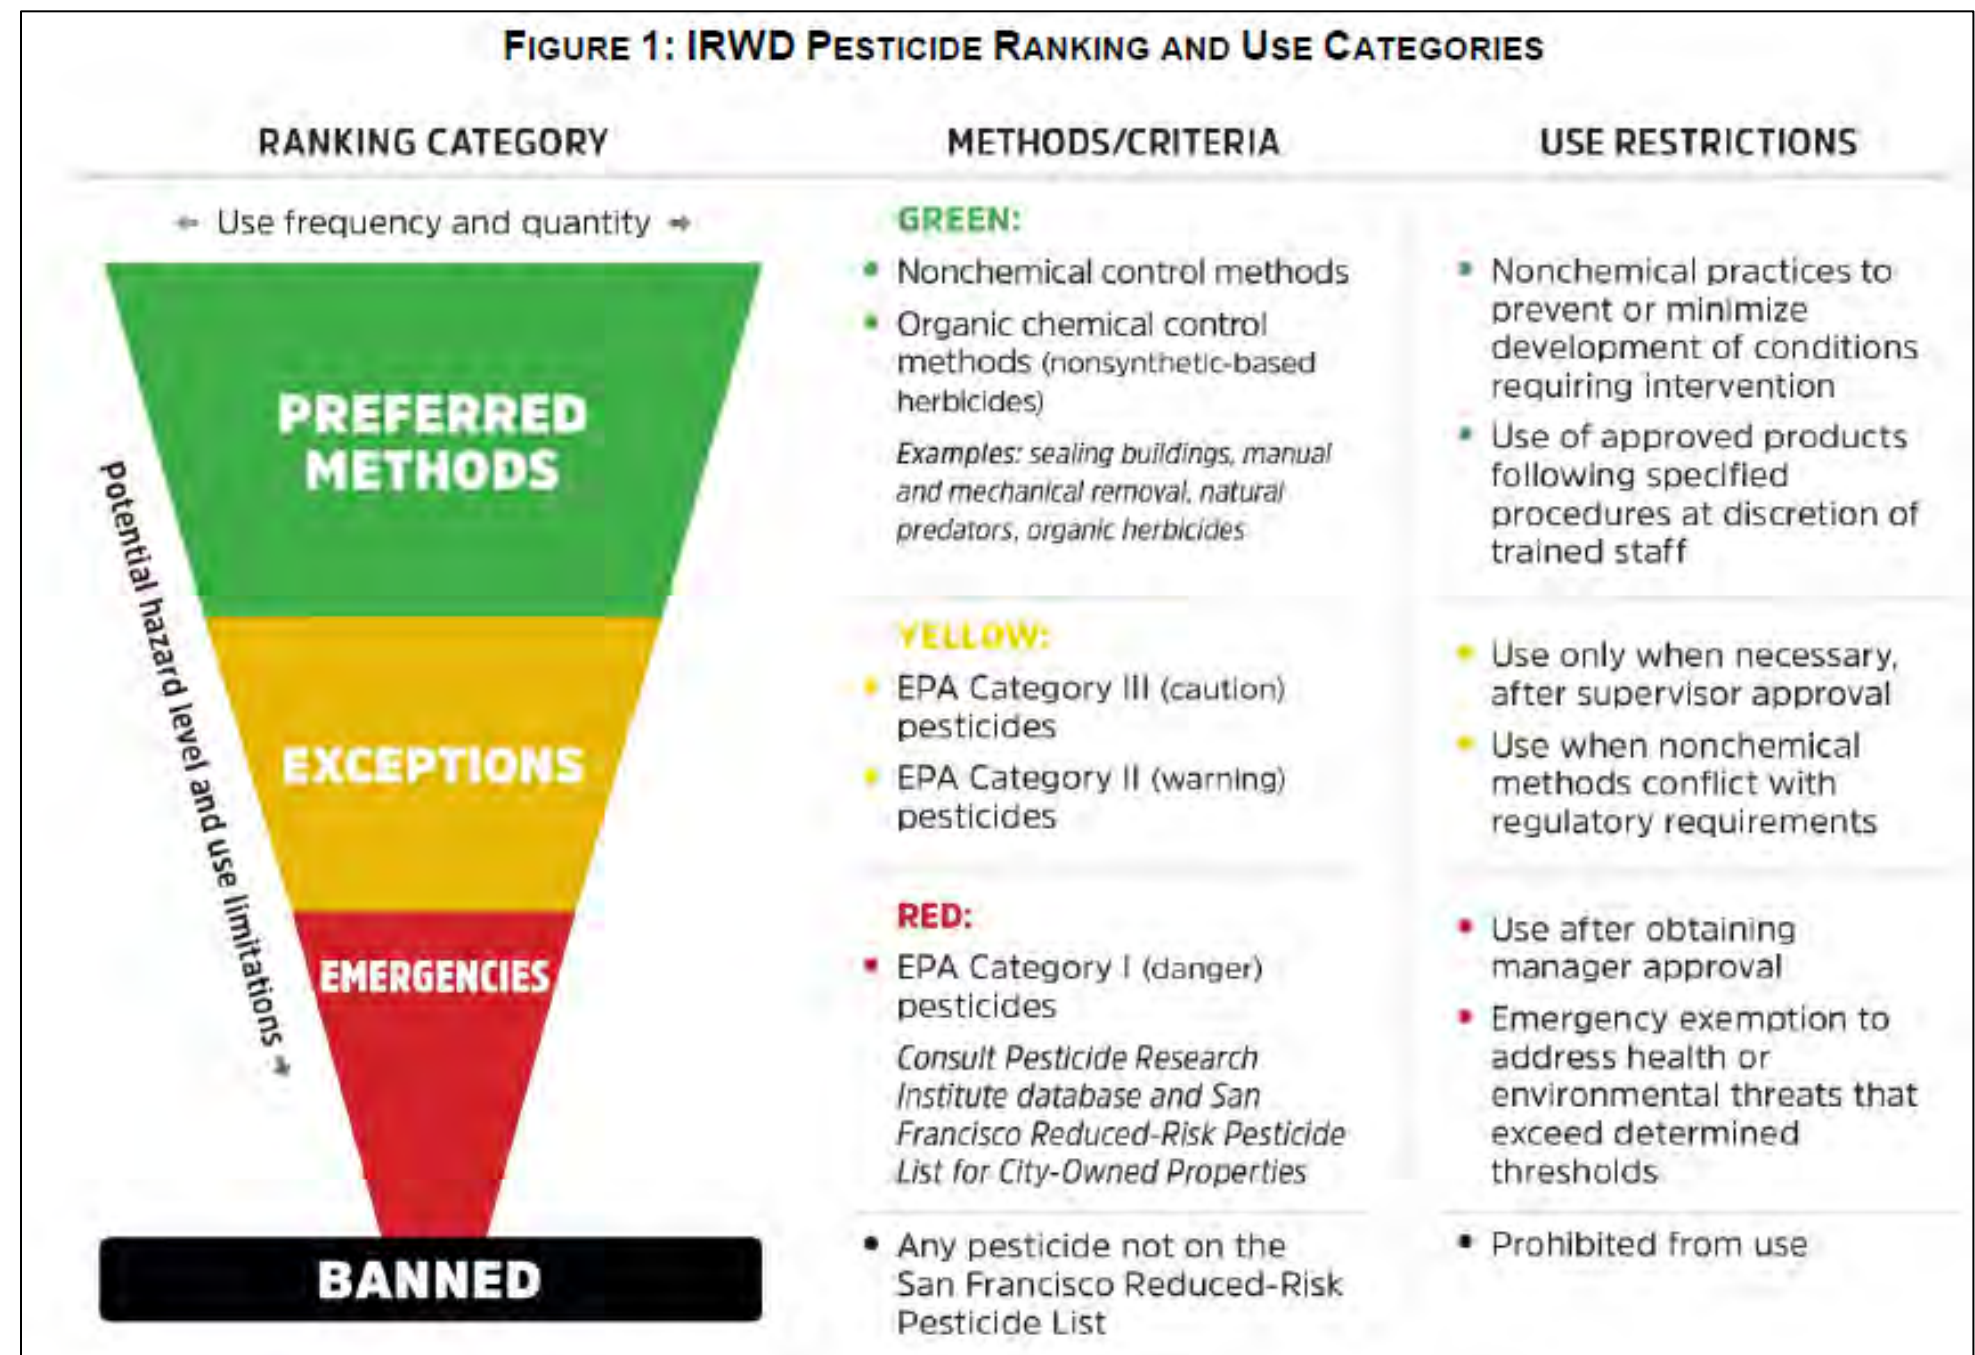 FIGURE 1: IRWD PESTICIDE RANKING AND USE CATEGORIES
RANKING CATEGORY
METHODS/CRITERIA
USE RESTRICTIONS
← Use frequency and quantity →
Potential hazard level and use limitations →
PREFERRED
METHODS
GREEN:
• Nonchemical control methods
• Organic chemical control
methods (nonsynthetic-based
herbicides)
Examples: sealing buildings, manual
and mechanical removal, natural
predators, organic herbicides
• Nonchemical practices to
prevent or minimize
development of conditions
requiring intervention
• Use of approved products
following specified
procedures at discretion of
trained staff
EXCEPTIONS
YELLOW:
• EPA Category III (caution)
pesticides
• EPA Category II (warning)
pesticides
• Use only when necessary,
after supervisor approval
• Use when nonchemical
methods conflict with
regulatory requirements
EMERGENCIES
RED:
• EPA Category I (danger)
pesticides
Consult Pesticide Research
Institute database and San
Francisco Reduced-Risk Pesticide
List for City-Owned Properties
• Use after obtaining
manager approval
• Emergency exemption to
address health or
environmental threats that
exceed determined
thresholds
BANNED
• Any pesticide not on the
San Francisco Reduced-Risk
Pesticide List
• Prohibited from use